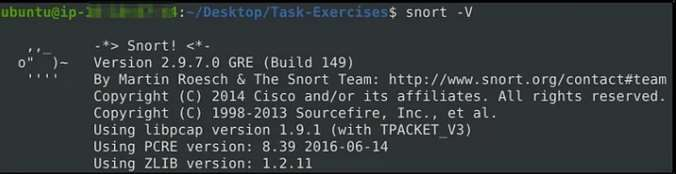 ubuntu@ip- 4:~/Desktop/Task-Exercises$ snort -V
,,_ -*> Snort! <*-
o" )~ Version 2.9.7.0 GRE (Build 149)
'''' By Martin Roesch & The Snort Team: http://www.snort.org/contact#team
Copyright (C) 2014 Cisco and/or its affiliates. All rights reserved.
Copyright (C) 1998-2013 Sourcefire, Inc., et al.
Using libpcap version 1.9.1 (with TPACKET_V3)
Using PCRE version: 8.39 2016-06-14
Using ZLIB version: 1.2.11